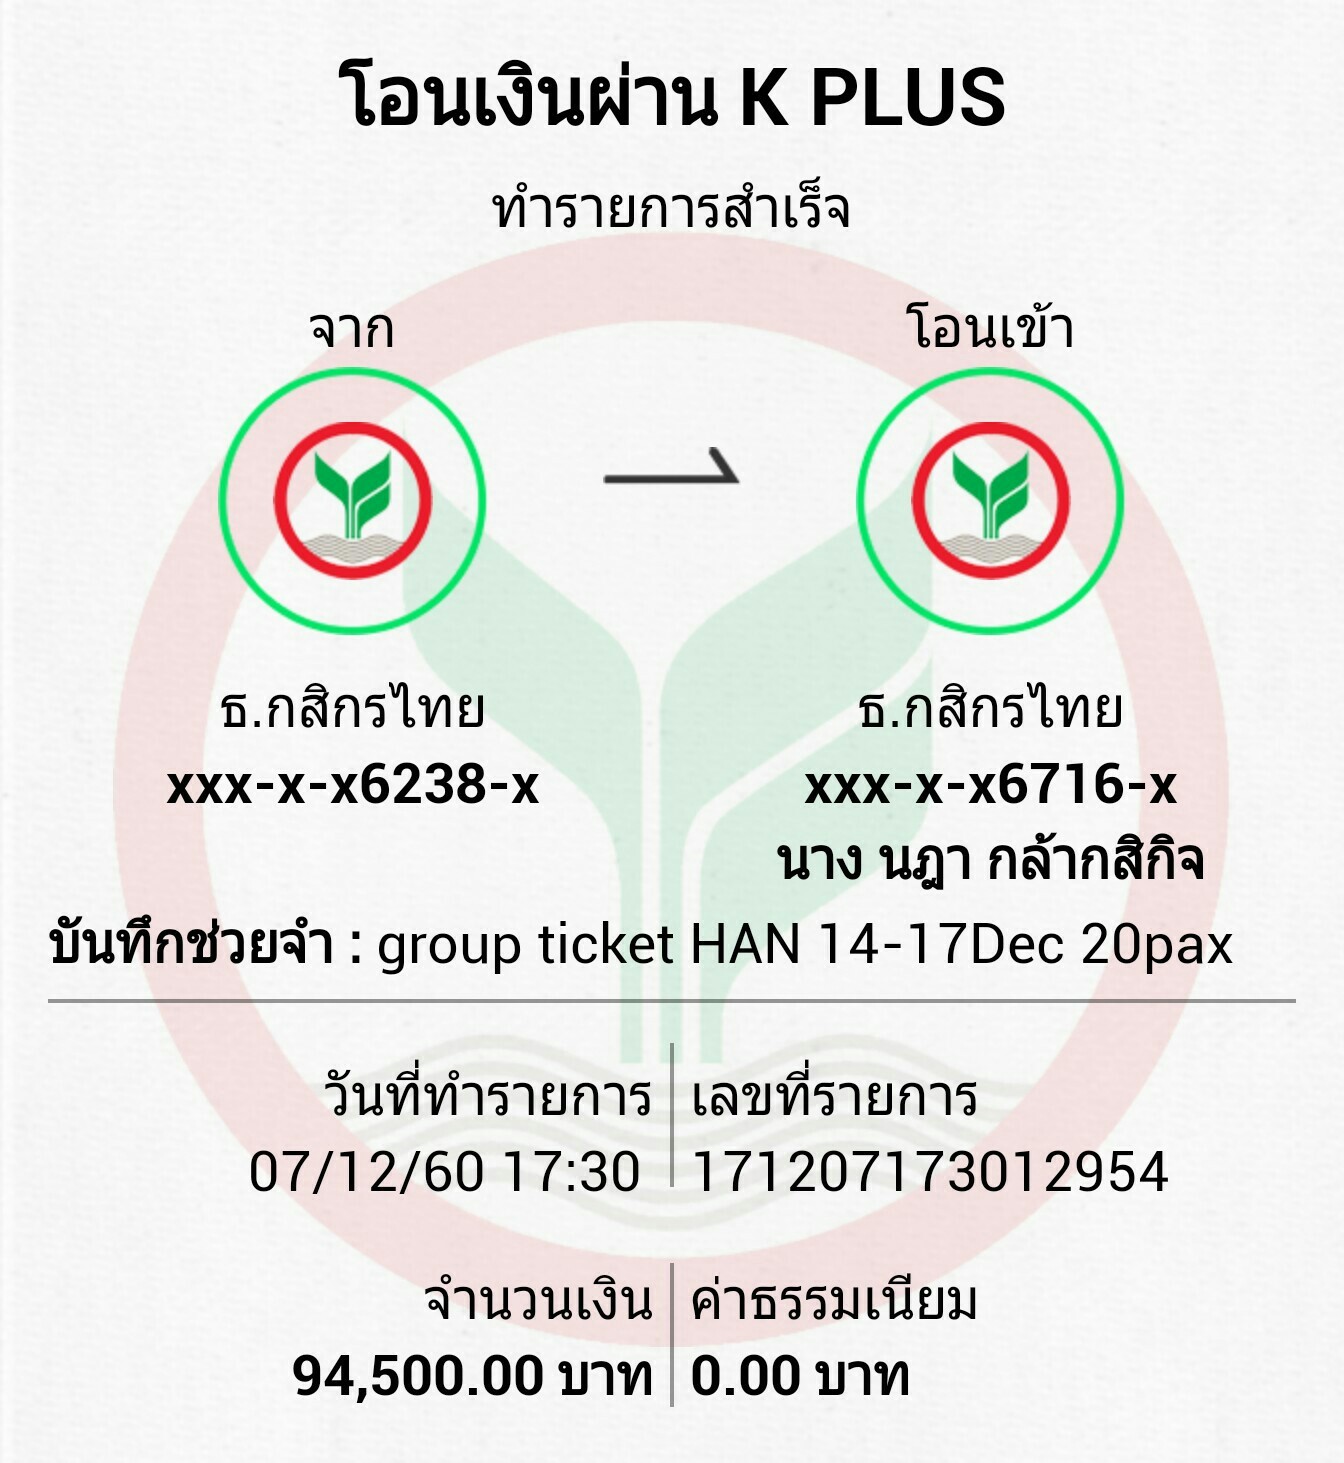 โอนเงินผ่าน K PLUS
ทำรายการสำเร็จ
จาก
โอนเข้า
ธ.กสิกรไทย
xxx-x-x6238-x
ธ.กสิกรไทย
xxx-x-x6716-x
นาง นฎา กล้ากสิกิจ
บันทึกช่วยจำ : group ticket HAN 14-17Dec 20pax
วันที่ทำรายการ
07/12/60 17:30
เลขที่รายการ
171207173012954
จำนวนเงิน
94,500.00 บาท
ค่าธรรมเนียม
0.00 บาท